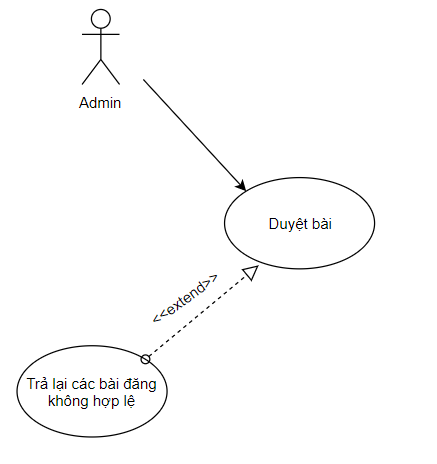 Admin
Duyệt bài
<<extend>>
Trả lại các bài đăng
không hợp lệ